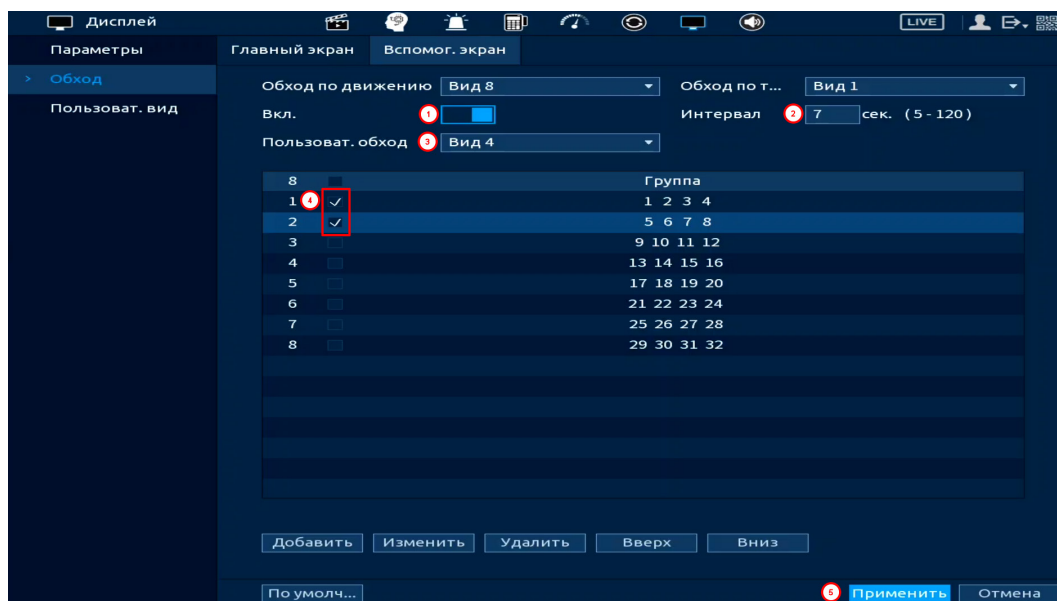 Дисплей LIVE
Параметры
Обход
Пользоват. вид
Главный экран Вспомог. экран
Обход по движению Вид 8 Обход по т... Вид 1
Вкл. 1 Интервал 2 7 сек. (5-120)
Пользоват. обход 3 Вид 4
8 Группа
1 4 1 2 3 4
2 5 6 7 8
3 9 10 11 12
4 13 14 15 16
5 17 18 19 20
6 21 22 23 24
7 25 26 27 28
8 29 30 31 32
Добавить Изменить Удалить Вверх Вниз
По умолч... 5 Применить Отмена